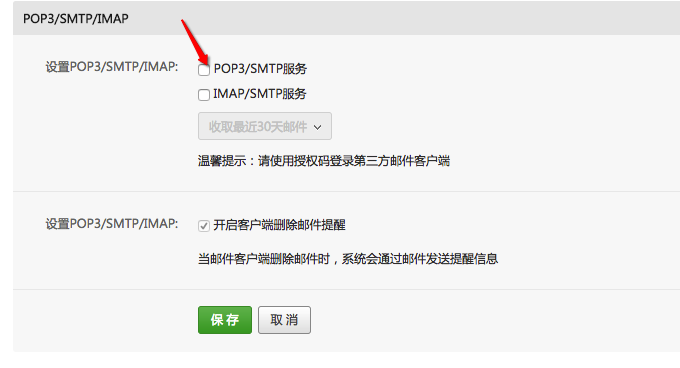 POP3/SMTP/IMAP
设置POP3/SMTP/IMAP: POP3/SMTP服务
IMAP/SMTP服务
收取最近30天邮件
温馨提示：请使用授权码登录第三方邮件客户端
设置POP3/SMTP/IMAP: 开启客户端删除邮件提醒
当邮件客户端删除邮件时，系统会通过邮件发送提醒信息
保存 取消